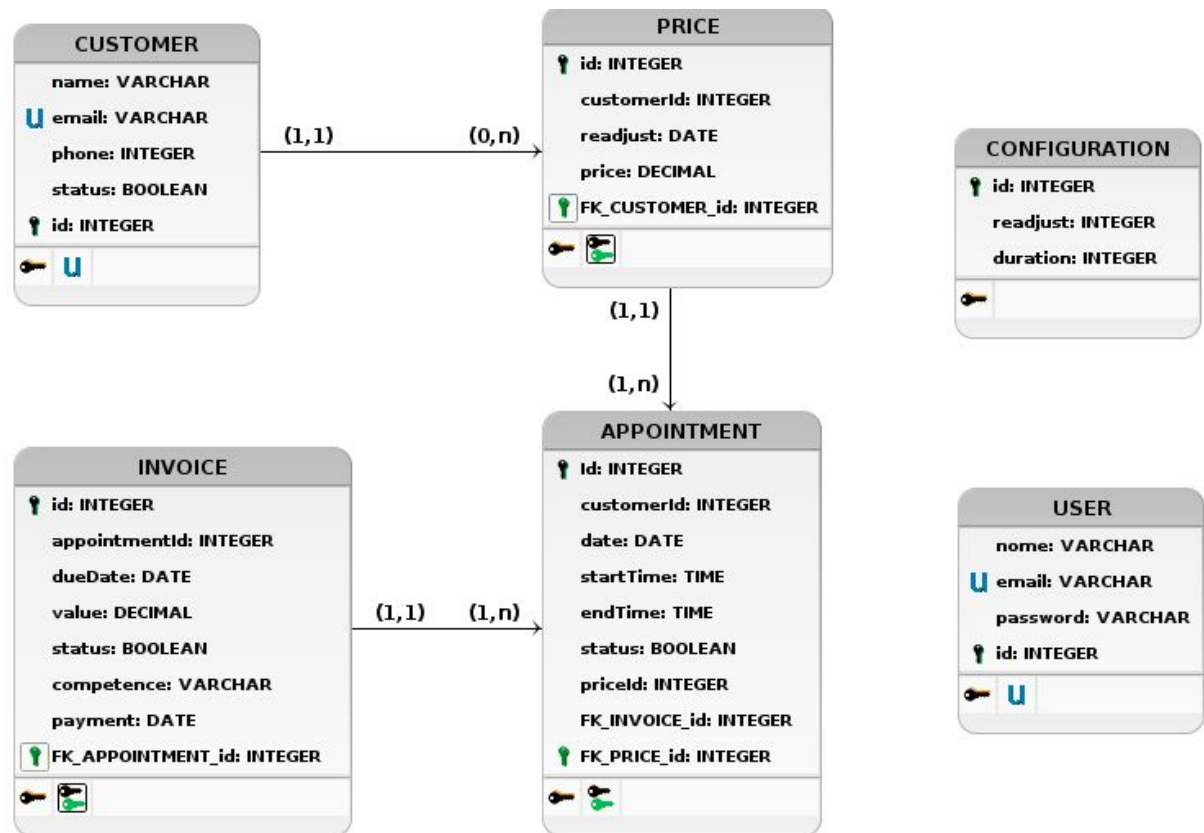 CUSTOMER
name: VARCHAR
U email: VARCHAR
phone: INTEGER
status: BOOLEAN
id: INTEGER
U
(1,1)
(0,n)
PRICE
id: INTEGER
customerId: INTEGER
readjust: DATE
price: DECIMAL
FK_CUSTOMER_id: INTEGER
(1,1)
(1,n)
CONFIGURATION
id: INTEGER
readjust: INTEGER
duration: INTEGER
INVOICE
id: INTEGER
appointmentId: INTEGER
dueDate: DATE
value: DECIMAL
status: BOOLEAN
competence: VARCHAR
payment: DATE
FK_APPOINTMENT_id: INTEGER
(1,1)
(1,n)
APPOINTMENT
Id: INTEGER
customerId: INTEGER
date: DATE
startTime: TIME
endTime: TIME
status: BOOLEAN
priceId: INTEGER
FK_INVOICE_id: INTEGER
FK_PRICE_id: INTEGER
USER
nome: VARCHAR
U email: VARCHAR
password: VARCHAR
id: INTEGER
U